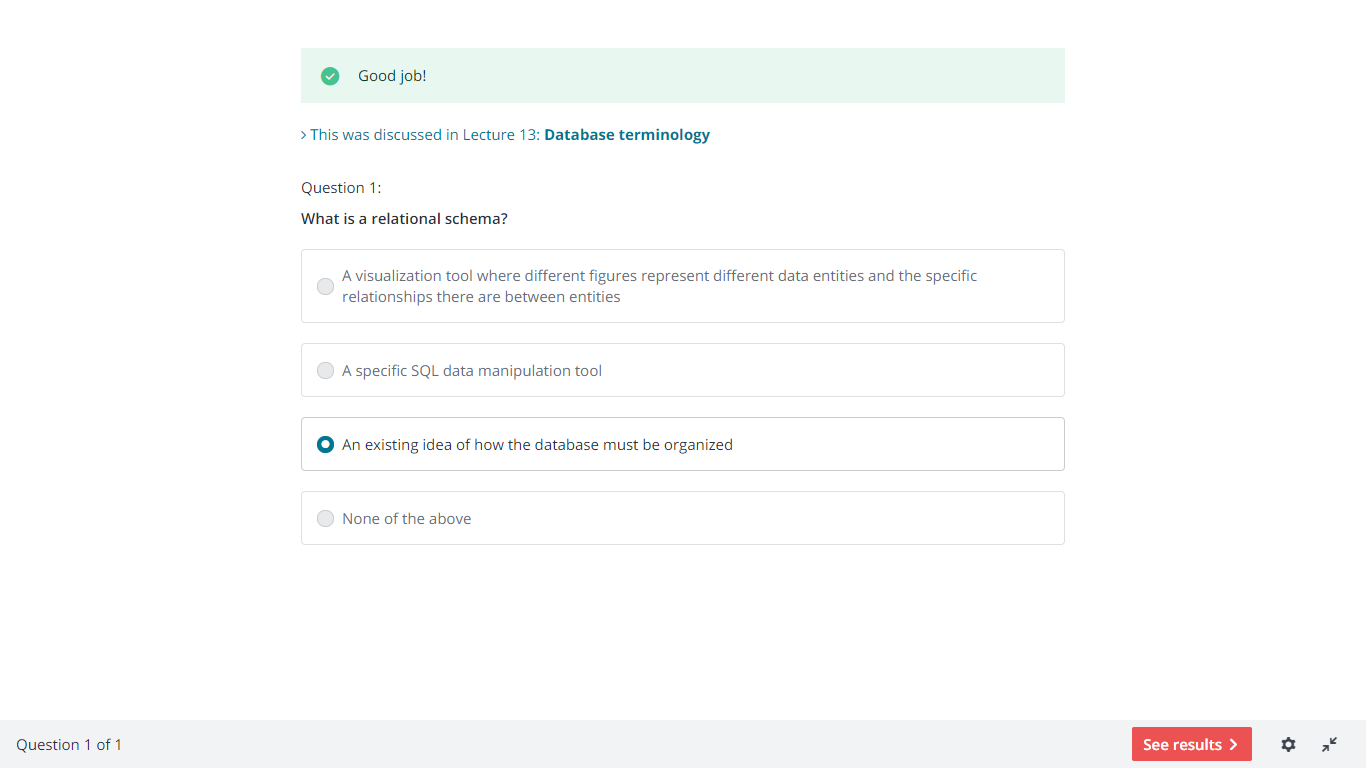 Good job!
This was discussed in Lecture 13: Database terminology
Question 1:
What is a relational schema?
A visualization tool where different figures represent different data entities and the specific
relationships there are between entities
A specific SQL data manipulation tool
An existing idea of how the database must be organized
None of the above
Question 1 of 1
See results